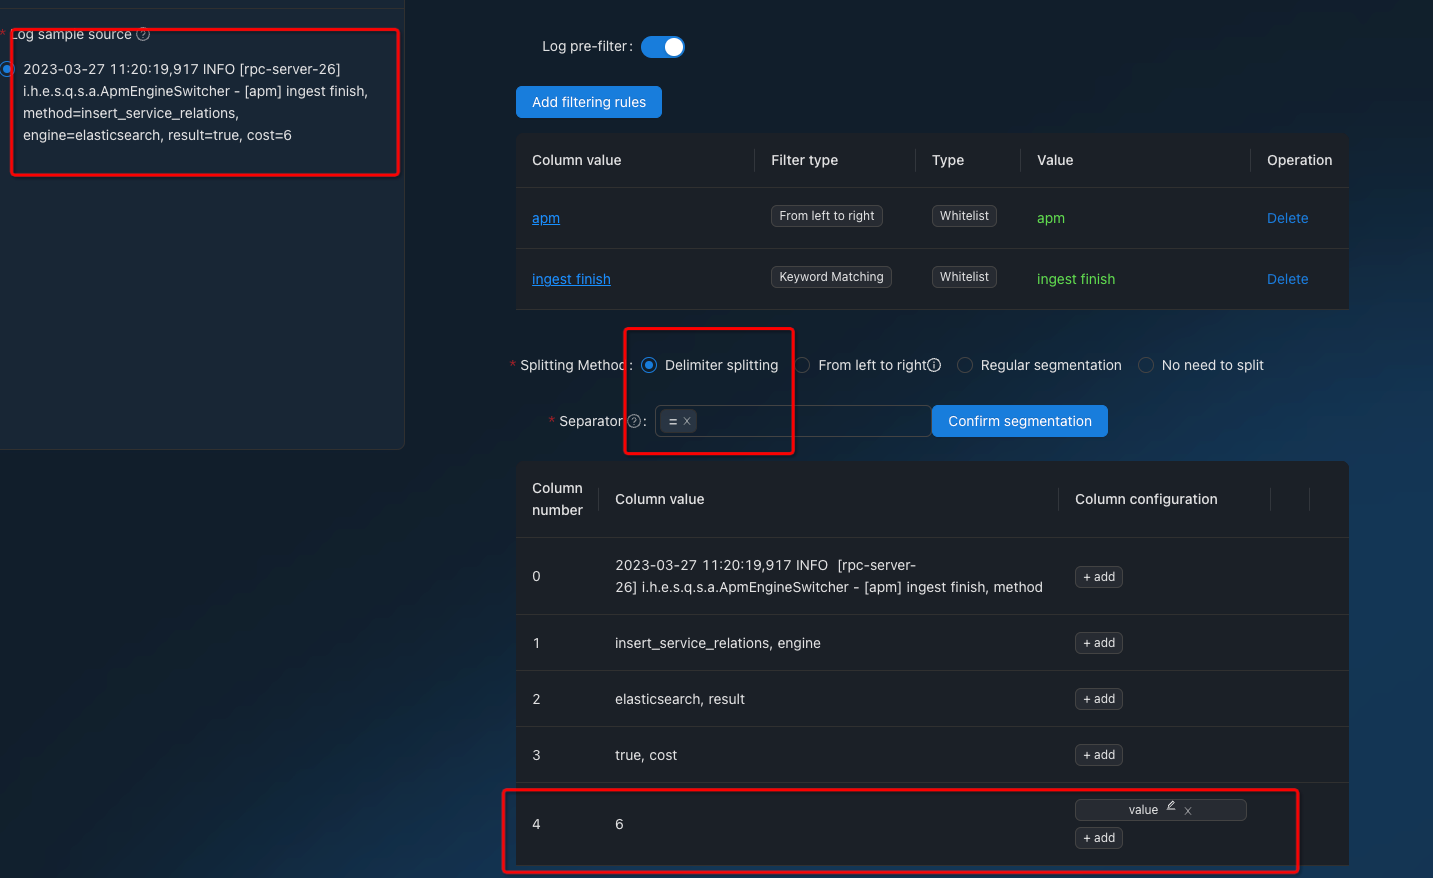 * Log sample source ?
2023-03-27 11:20:19,917 INFO [rpc-server-26]
i.h.e.s.q.s.a.ApmEngineSwitcher - [apm] ingest finish,
method=insert_service_relations,
engine=elasticsearch, result=true, cost=6
Log pre-filter :
Add filtering rules
Column value Filter type Type Value Operation
apm From left to right Whitelist apm Delete
ingest finish Keyword Matching Whitelist ingest finish Delete
* Splitting Method : Delimiter splitting From left to right Regular segmentation No need to split
* Separator ? : = × Confirm segmentation
Column
number
Column value Column configuration
0
2023-03-27 11:20:19,917 INFO [rpc-server-
26] i.h.e.s.q.s.a.ApmEngineSwitcher - [apm] ingest finish, method
+ add
1 insert_service_relations, engine + add
2 elasticsearch, result + add
3 true, cost + add
4 6 value ×
+ add